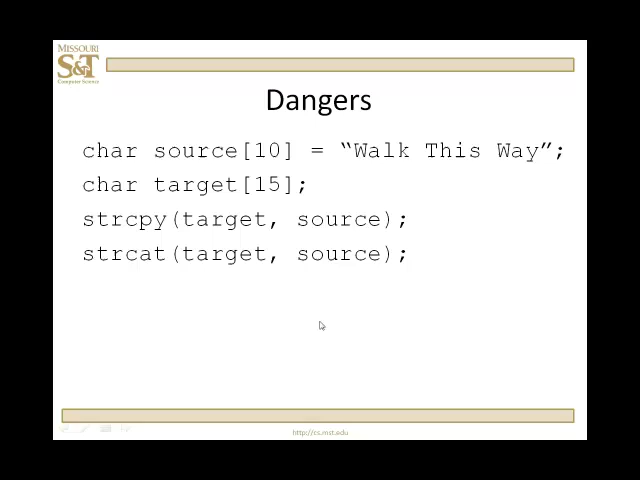 MISSOURI
S&T
Computer Science
Dangers
char source[10] = “Walk This Way”;
char target[15];
strcpy(target, source);
strcat(target, source);
http://cs.mst.edu